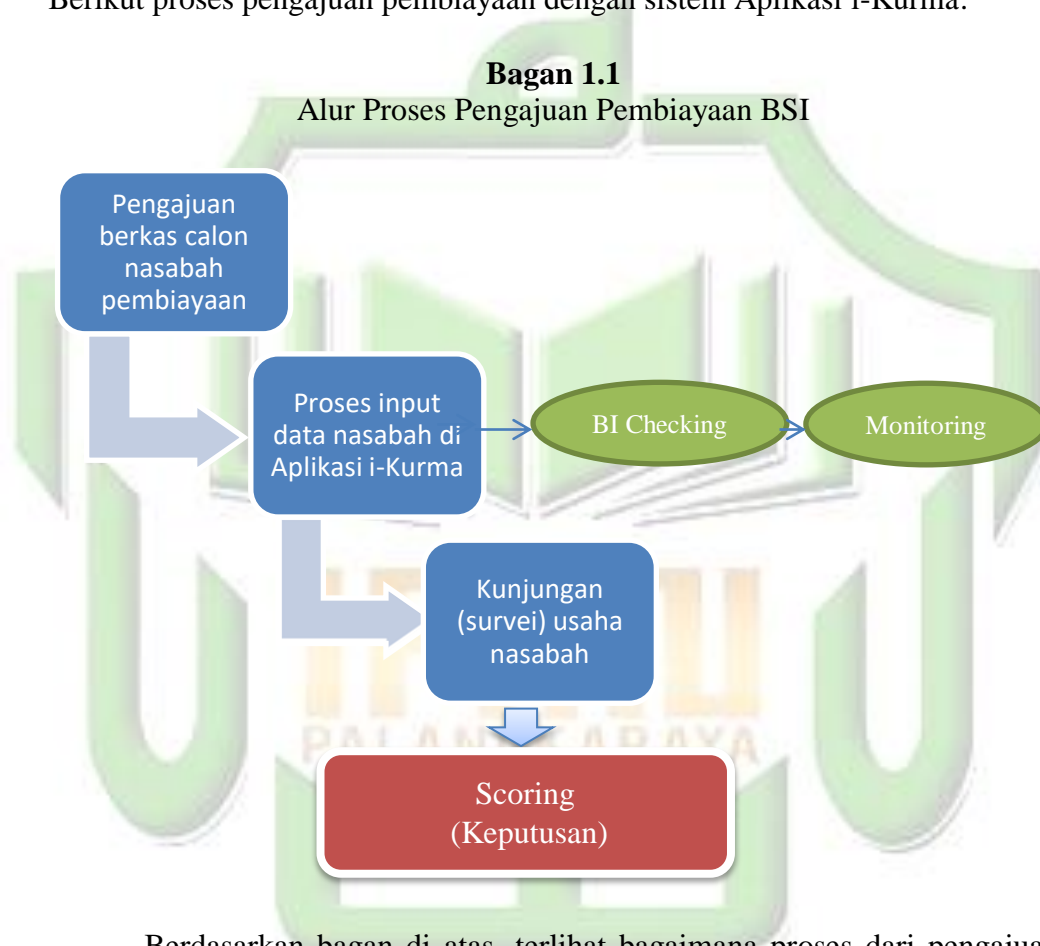 Berikut proses pengajuan pembiayaan dengan sistem Aplikasi i-Kurma:
Bagan 1.1
Alur Proses Pengajuan Pembiayaan BSI
Pengajuan
berkas calon
nasabah
pembiayaan
Proses input
data nasabah di
Aplikasi i-Kurma
BI Checking
Monitoring
Kunjungan
(survei) usaha
nasabah
PALANGKARAYA
Scoring
(Keputusan)
Berdasarkan bagan di atas, terlihat bagaimana proses dari